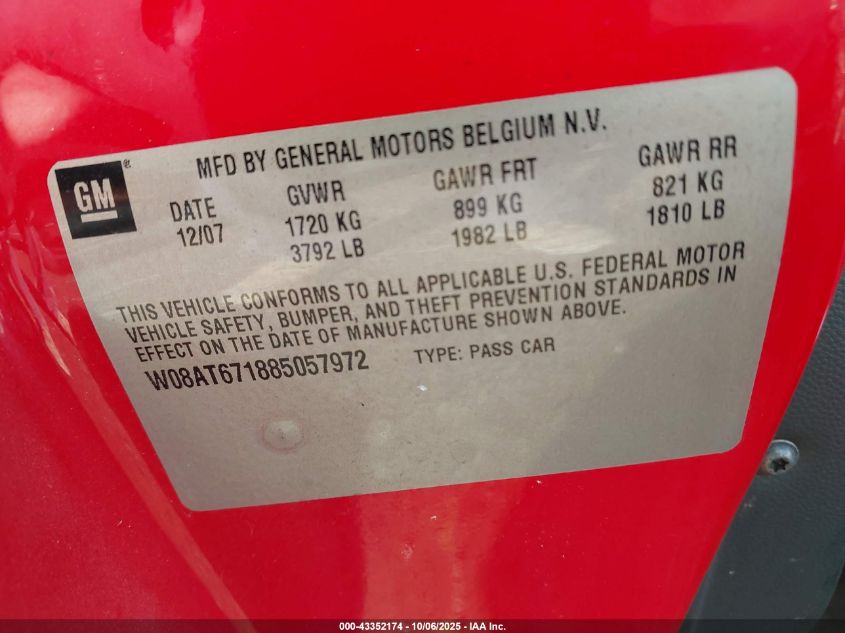 MFD BY GENERAL MOTORS BELGIUM N.V.
GM®
DATE
12/07
GVWR
1720 KG
3792 LB
GAWR FRT
899 KG
1982 LB
GAWR RR
821 KG
1810 LB
THIS VEHICLE CONFORMS TO ALL APPLICABLE U.S. FEDERAL MOTOR
VEHICLE SAFETY, BUMPER, AND THEFT PREVENTION STANDARDS IN
EFFECT ON THE DATE OF MANUFACTURE SHOWN ABOVE.
W08AT671885057972 TYPE: PASS CAR
000-43352174 - 10/06/2025 - IAA Inc.